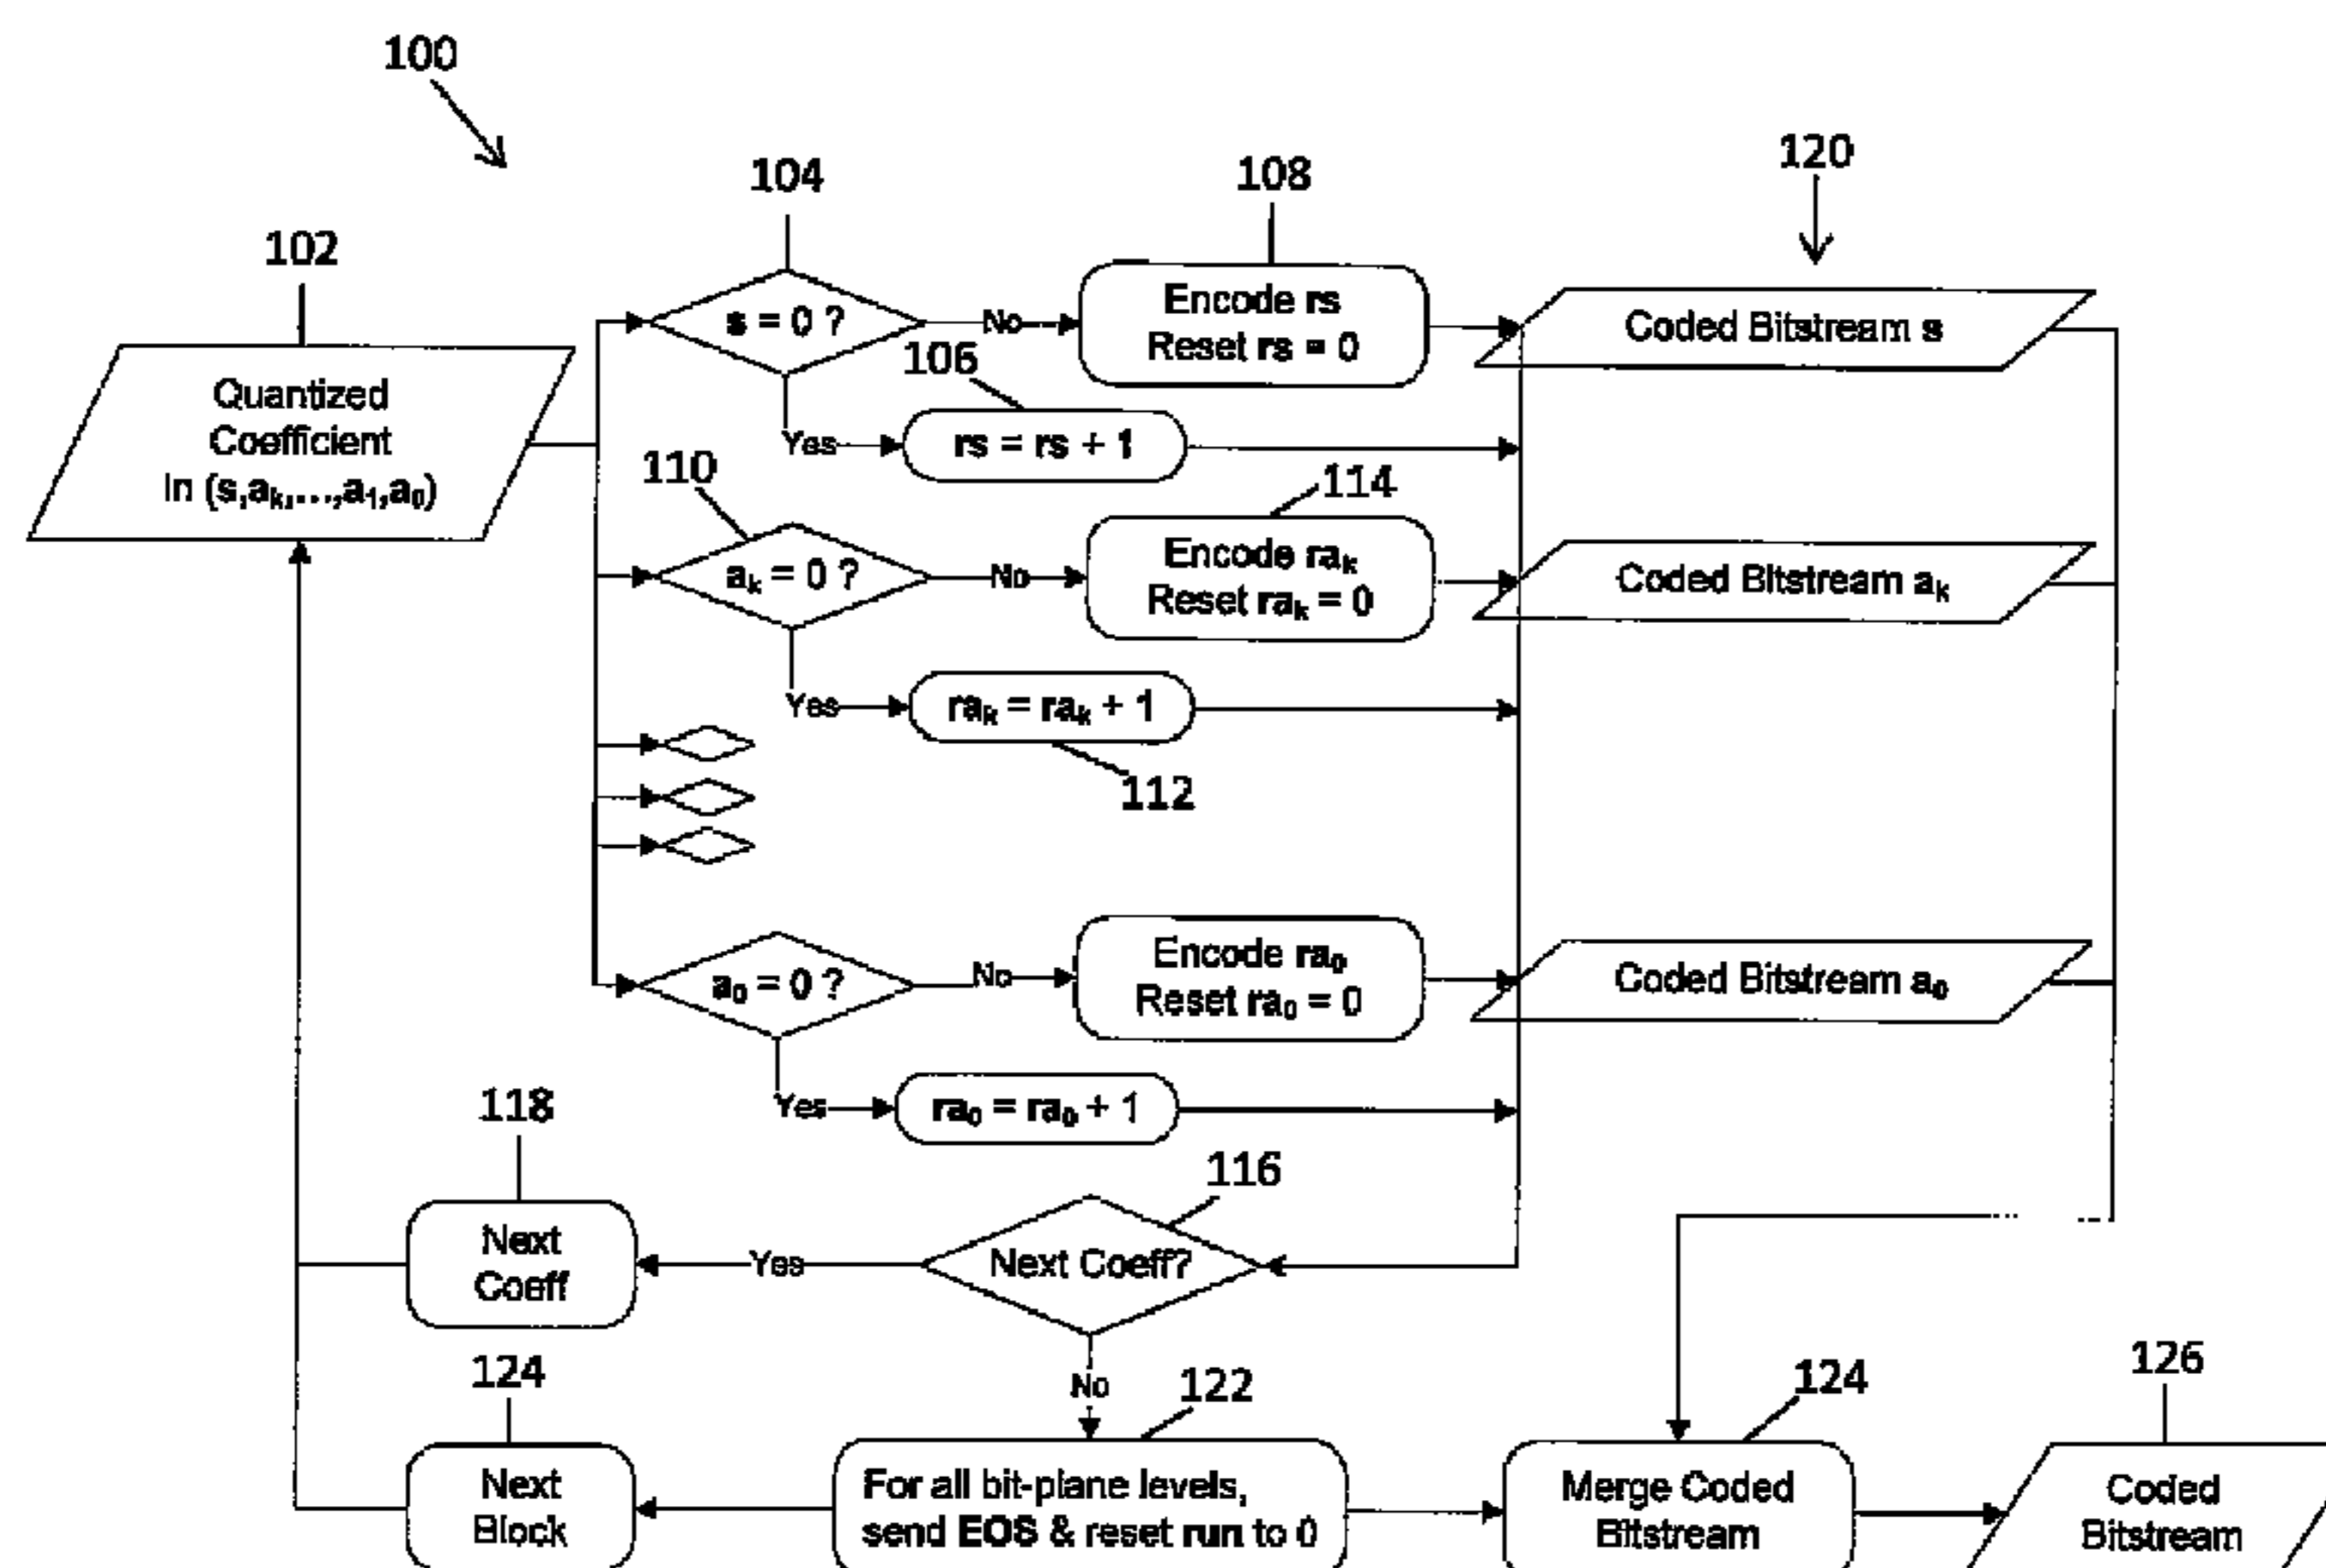 100
104
108
120
102
s = 0 ?
No
Encode rs
Reset rs = 0
Coded Bitstream s
Quantized
Coefficient
in (s,aₖ,...,a₁,a₀)
106
Yes
rs = rs + 1
110
114
aₖ = 0 ?
No
Encode raₖ
Reset raₖ = 0
Coded Bitstream aₖ
Yes
raₖ = raₖ + 1
112
a₀ = 0 ?
No
Encode ra₀
Reset ra₀ = 0
Coded Bitstream a₀
Yes
ra₀ = ra₀ + 1
118
116
Next
Coeff
Yes
Next Coeff?
124
No
122
124
126
Next
Block
For all bit-plane levels,
send EOS & reset run to 0
Merge Coded
Bitstream
Coded
Bitstream